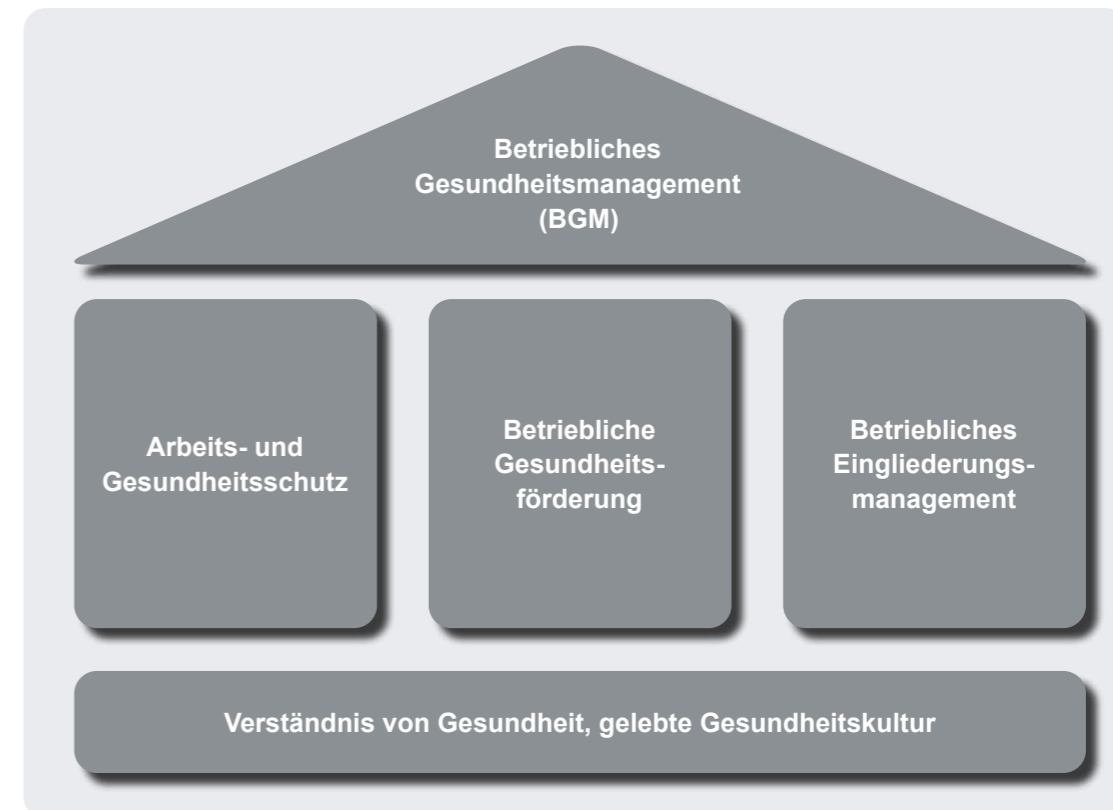 Betriebliches
Gesundheitsmanagement
(BGM)
Arbeits- und
Gesundheitsschutz
Betriebliche
Gesundheits-
förderung
Betriebliches
Eingliederungs-
management
Verständnis von Gesundheit, gelebte Gesundheitskultur